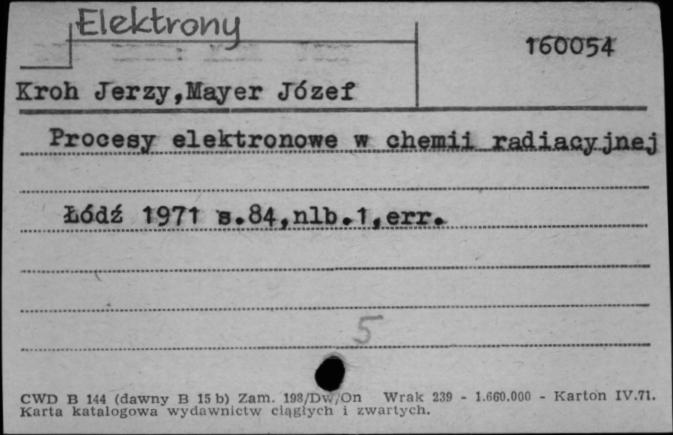 Elektrony
160054
Kroh Jerzy,Mayer Józef
Procesy elektronowe w chemii radiacyjnej
Łódź 1971 s.84,nlb.1,err.
5
CWD B 144 (dawny B 15 b) Zam. 198/Dw/On Wrak 239 - 1.660.000 - Karton IV.71.
Karta katalogowa wydawnictw ciągłych i zwartych.